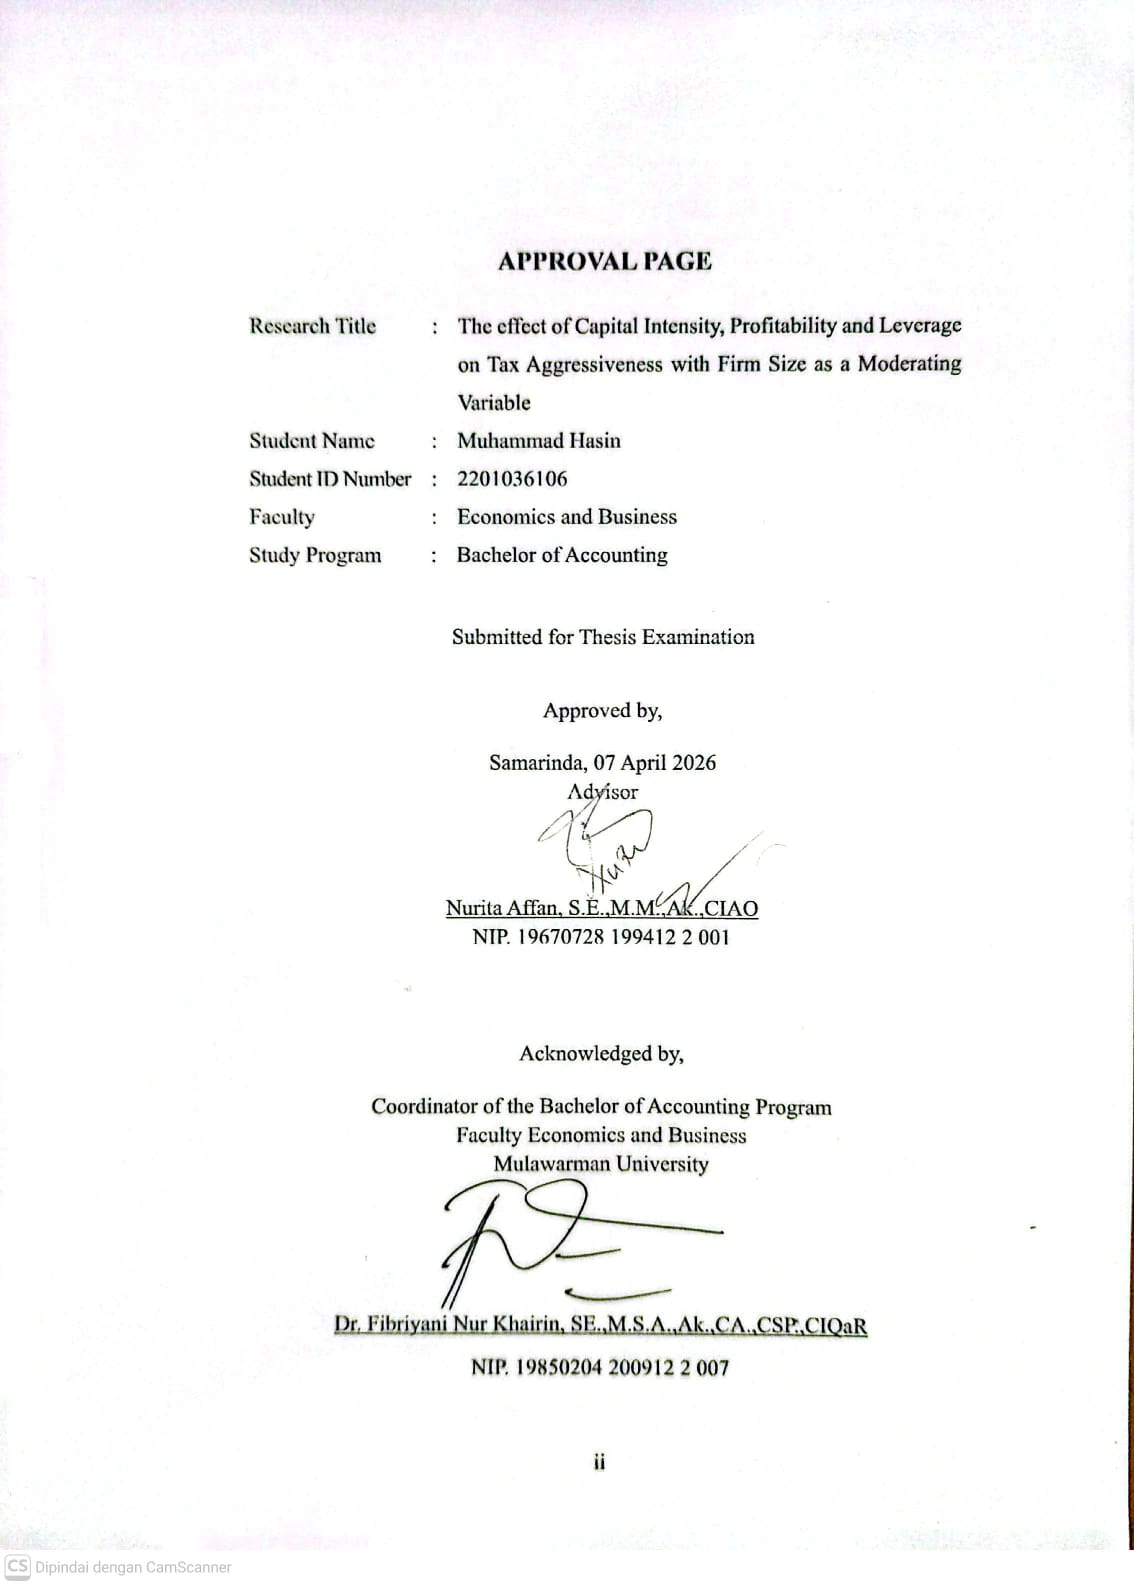 APPROVAL PAGE
Research Title : The effect of Capital Intensity, Profitability and Leverage
on Tax Aggressiveness with Firm Size as a Moderating
Variable
Student Name : Muhammad Hasin
Student ID Number : 2201036106
Faculty : Economics and Business
Study Program : Bachelor of Accounting
Submitted for Thesis Examination
Approved by,
Samarinda, 07 April 2026
Advisor
Nurita Affan, S.E.,M.M.,Ak.,CIAO
NIP. 19670728 199412 2 001
Acknowledged by,
Coordinator of the Bachelor of Accounting Program
Faculty Economics and Business
Mulawarman University
Dr. Fibriyani Nur Khairin, SE.,M.S.A.,Ak.,CA.,CSP.,CIQaR
NIP. 19850204 200912 2 007
ii
CS Dipindai dengan CamScanner